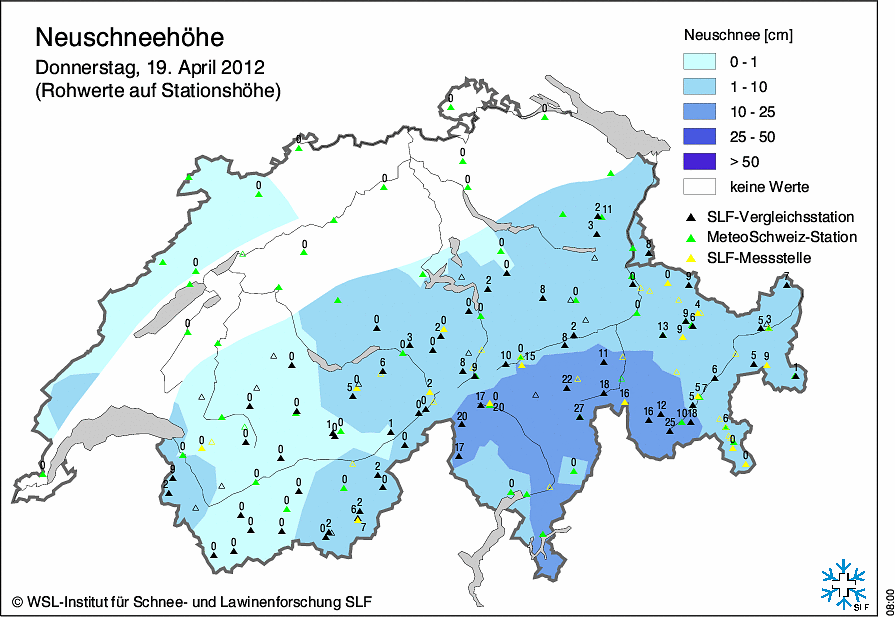 Neuschneehöhe
Donnerstag, 19. April 2012
(Rohwerte auf Stationshöhe)
Neuschnee [cm]
0 - 1
1 - 10
10 - 25
25 - 50
> 50
keine Werte
SLF-Vergleichsstation
MeteoSchweiz-Station
SLF-Messstelle
0
0
0
0
0
0 0
0
2 11
3
0
0
0
8
0 0 9 7
2 8 0
0 0 4
0 0 9 6
0 2 0 13 9 5 3
0 3 0 8 2
0 6 8 9 10 0 15 11 5 9
0 5 2 22 18 6 1
0 0 0 0 17 0 20 27 16 5 5 7
1 0 0 1 20 16 12 25 10 18
0 0 0 0 17 6
9 0 0 0
2 0 0 2 0 0 0
0 0 6 2
0 0 0 0 2 7
0 0 0
© WSL-Institut für Schnee- und Lawinenforschung SLF
SLF
08:00